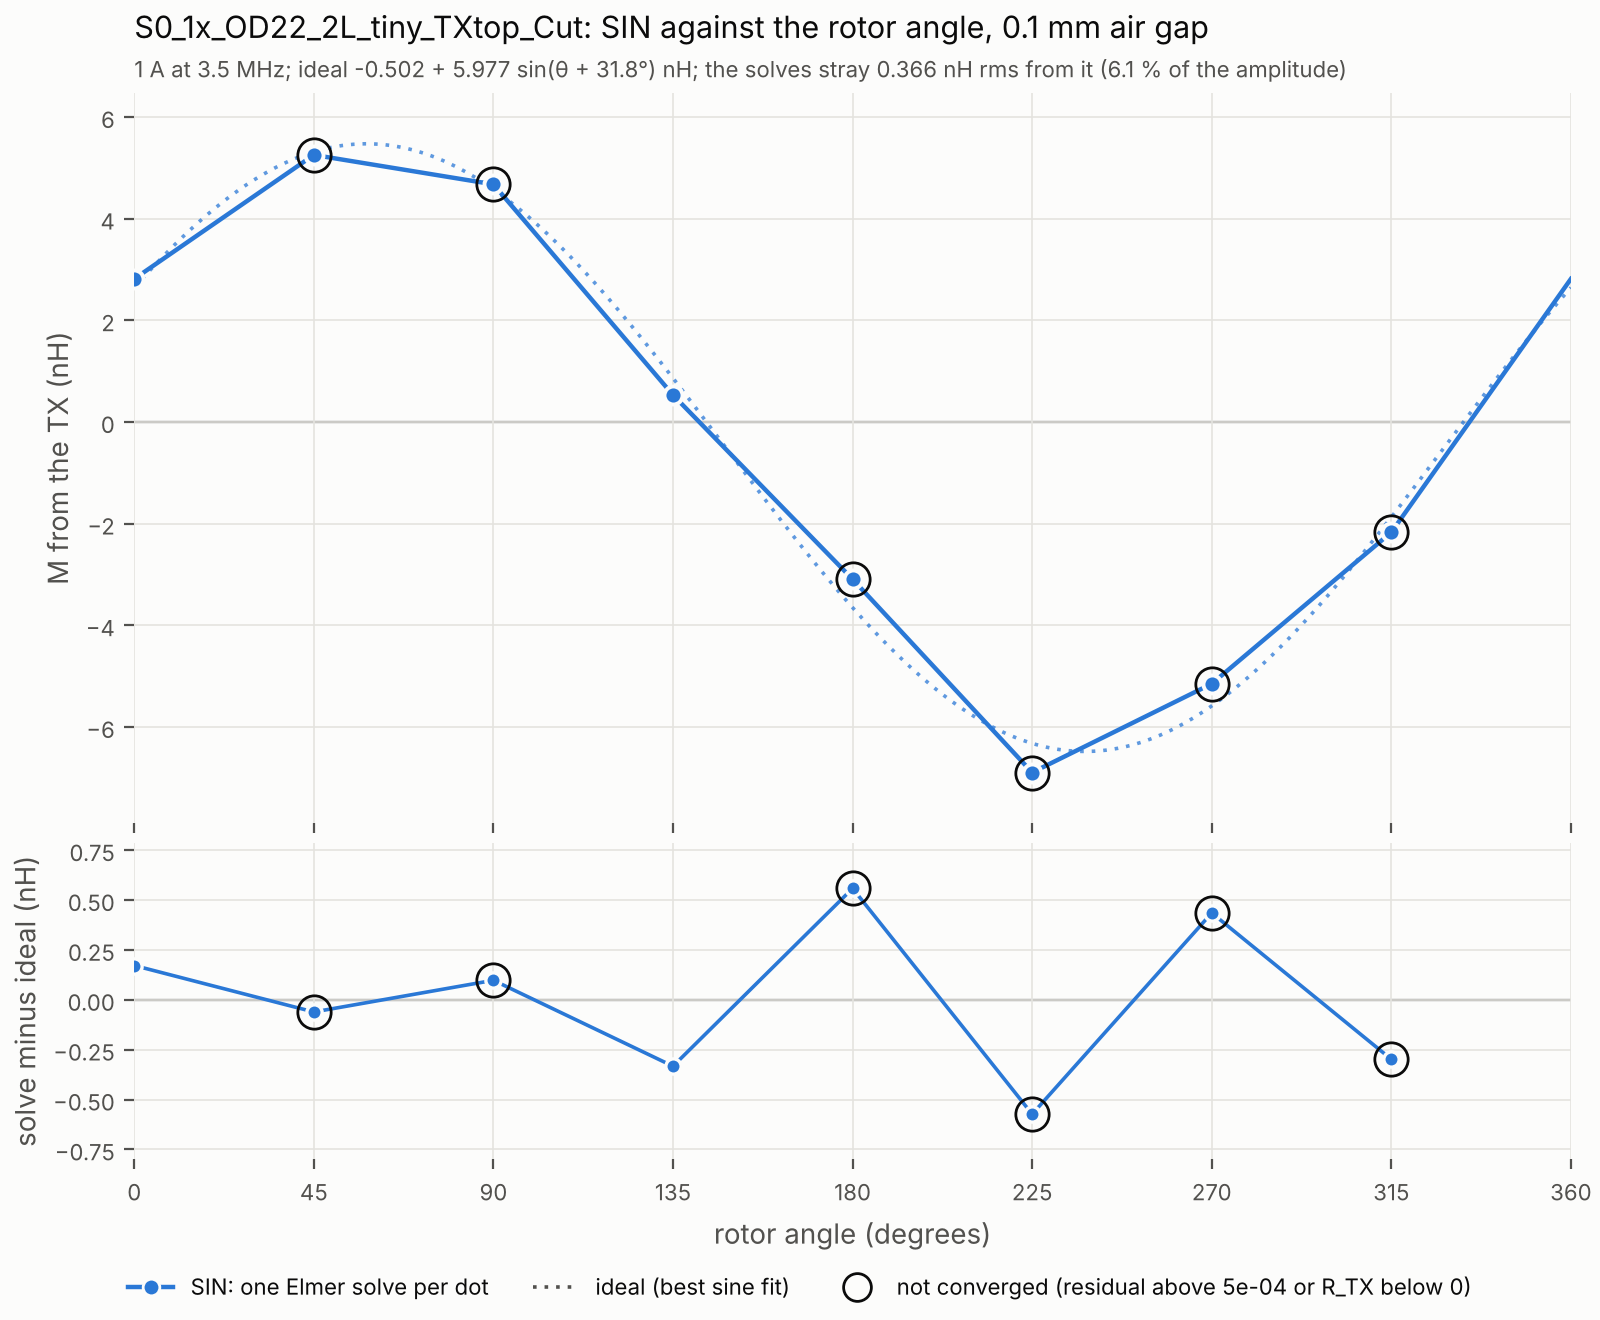 S0_1x_OD22_2L_tiny_TXtop_Cut: SIN against the rotor angle, 0.1 mm air gap
1 A at 3.5 MHz; ideal -0.502 + 5.977 sin(θ + 31.8°) nH; the solves stray 0.366 nH rms from it (6.1 % of the amplitude)
6
4
2
0
−2
−4
−6
M from the TX (nH)
0.75
0.50
0.25
0.00
−0.25
−0.50
−0.75
solve minus ideal (nH)
0 45 90 135 180 225 270 315 360
rotor angle (degrees)
SIN: one Elmer solve per dot ideal (best sine fit) not converged (residual above 5e-04 or R_TX below 0)